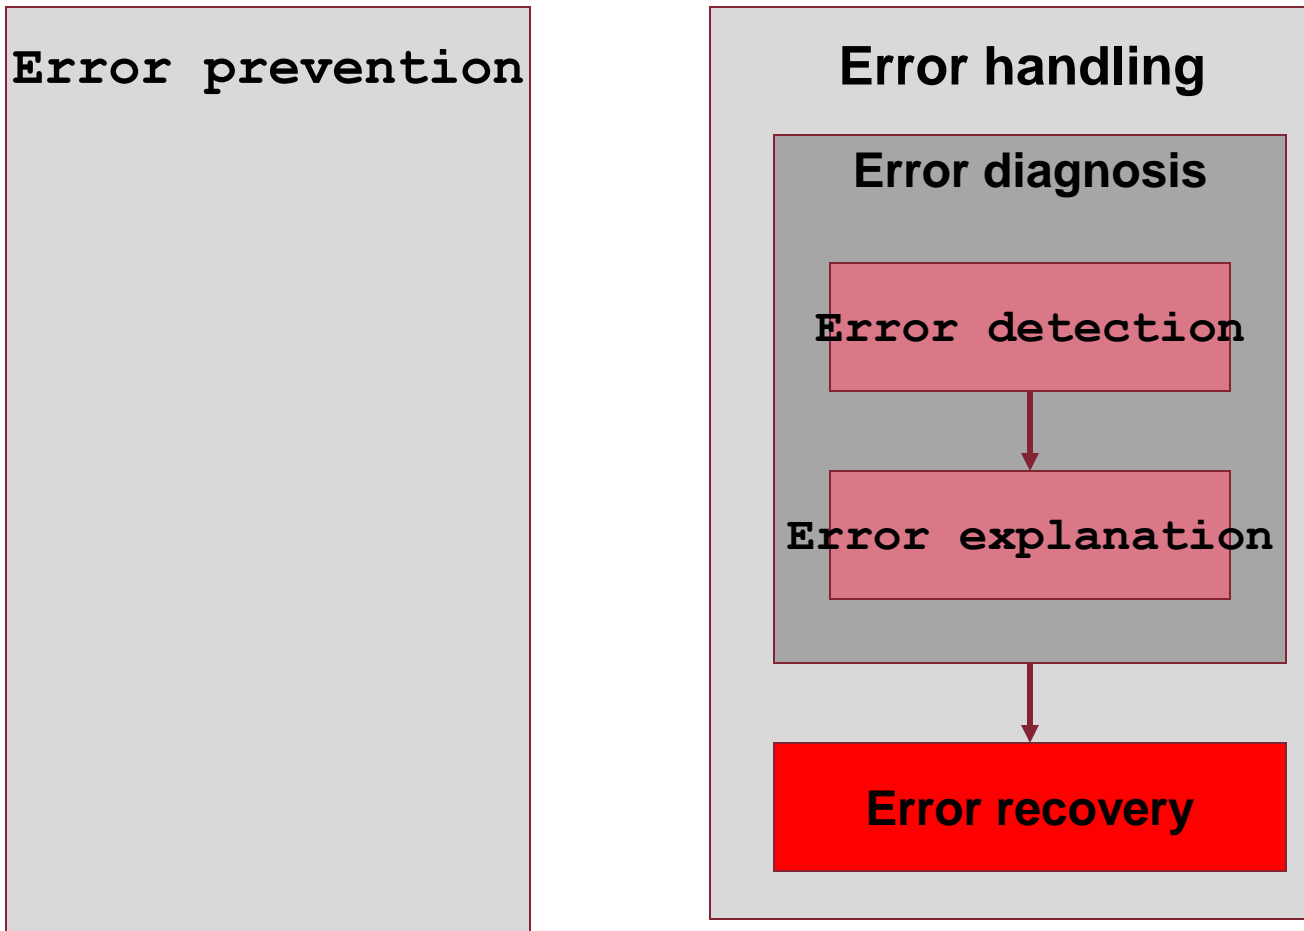 Error prevention
Error handling
Error diagnosis
Error detection
Error explanation
Error recovery